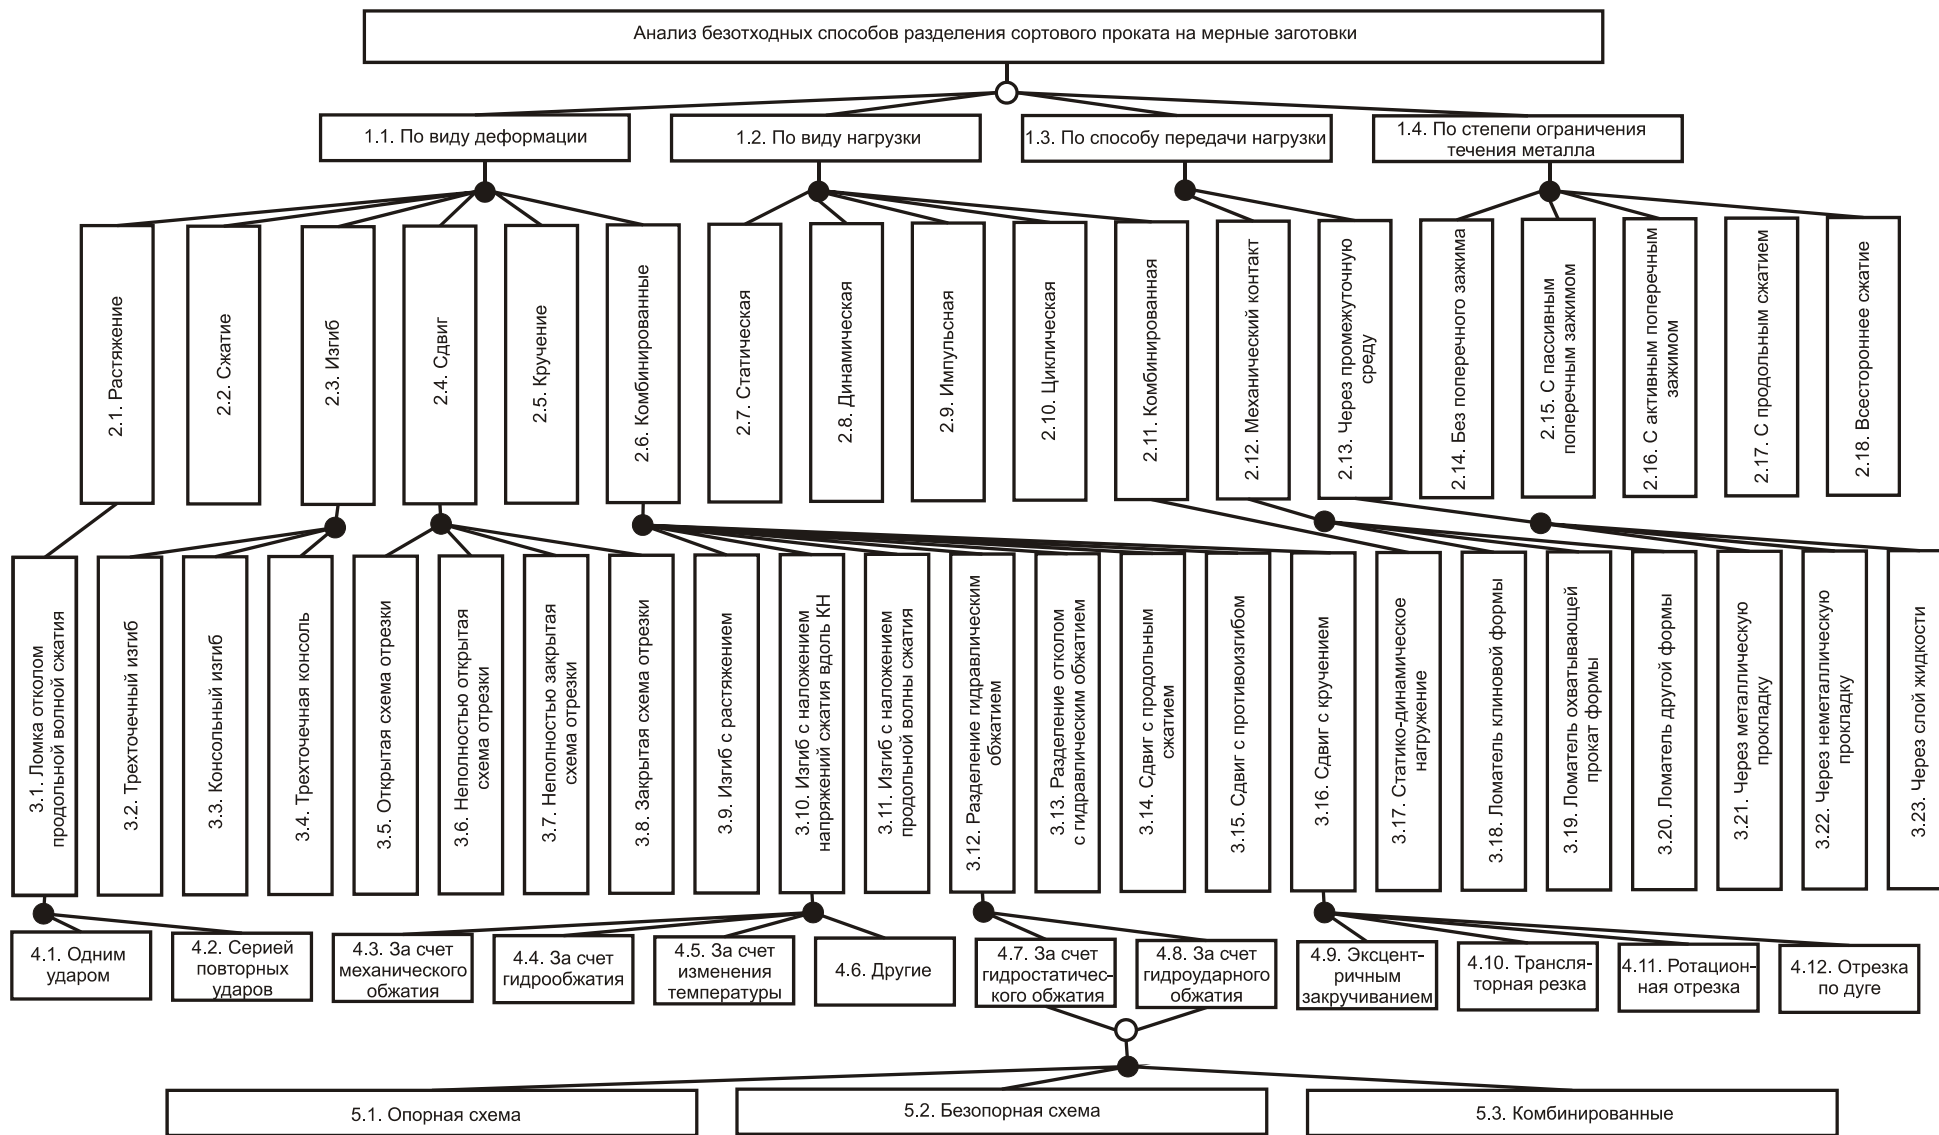 Анализ безотходных способов разделения сортового проката на мерные заготовки
1.1. По виду деформации
1.2. По виду нагрузки
1.3. По способу передачи нагрузки
1.4. По степепи ограничения
течения металла
2.1. Растяжение
2.2. Сжатие
2.3. Изгиб
2.4. Сдвиг
2.5. Кручение
2.6. Комбинированные
2.7. Статическая
2.8. Динамическая
2.9. Импульсная
2.10. Циклическая
2.11. Комбинированная
2.12. Механический контакт
2.13. Через промежуточную
среду
2.14. Без поперечного зажима
2.15. С пассивным
поперечным зажимом
2.16. С активным поперечным
зажимом
2.17. С продольным сжатием
2.18. Всестороннее сжатие
3.1. Ломка отколом
продольной волной сжатия
3.2. Трехточечный изгиб
3.3. Консольный изгиб
3.4. Трехточечная консоль
3.5. Открытая схема отрезки
3.6. Неполностью открытая
схема отрезки
3.7. Неполностью закрытая
схема отрезки
3.8. Закрытая схема отрезки
3.9. Изгиб с растяжением
3.10. Изгиб с наложением
напряжений сжатия вдоль КН
3.11. Изгиб с наложением
продольной волны сжатия
3.12. Разделение гидравлическим
обжатием
3.13. Разделение отколом
с гидравлическим обжатием
3.14. Сдвиг с продольным
сжатием
3.15. Сдвиг с противоизгибом
3.16. Сдвиг с кручением
3.17. Статико-динамическое
нагружение
3.18. Ломатель клиновой формы
3.19. Ломатель охватывающей
прокат формы
3.20. Ломатель другой формы
3.21. Через металлическую
прокладку
3.22. Через неметаллическую
прокладку
3.23. Через слой жидкости
4.1. Одним
ударом
4.2. Серией
повторных
ударов
4.3. За счет
механического
обжатия
4.4. За счет
гидрообжатия
4.5. За счет
изменения
температуры
4.6. Другие
4.7. За счет
гидростатичес-
кого обжатия
4.8. За счет
гидроударного
обжатия
4.9. Эксцент-
ричным
закручиванием
4.10. Трансля-
торная резка
4.11. Ротацион-
ная отрезка
4.12. Отрезка
по дуге
5.1. Опорная схема
5.2. Безопорная схема
5.3. Комбинированные